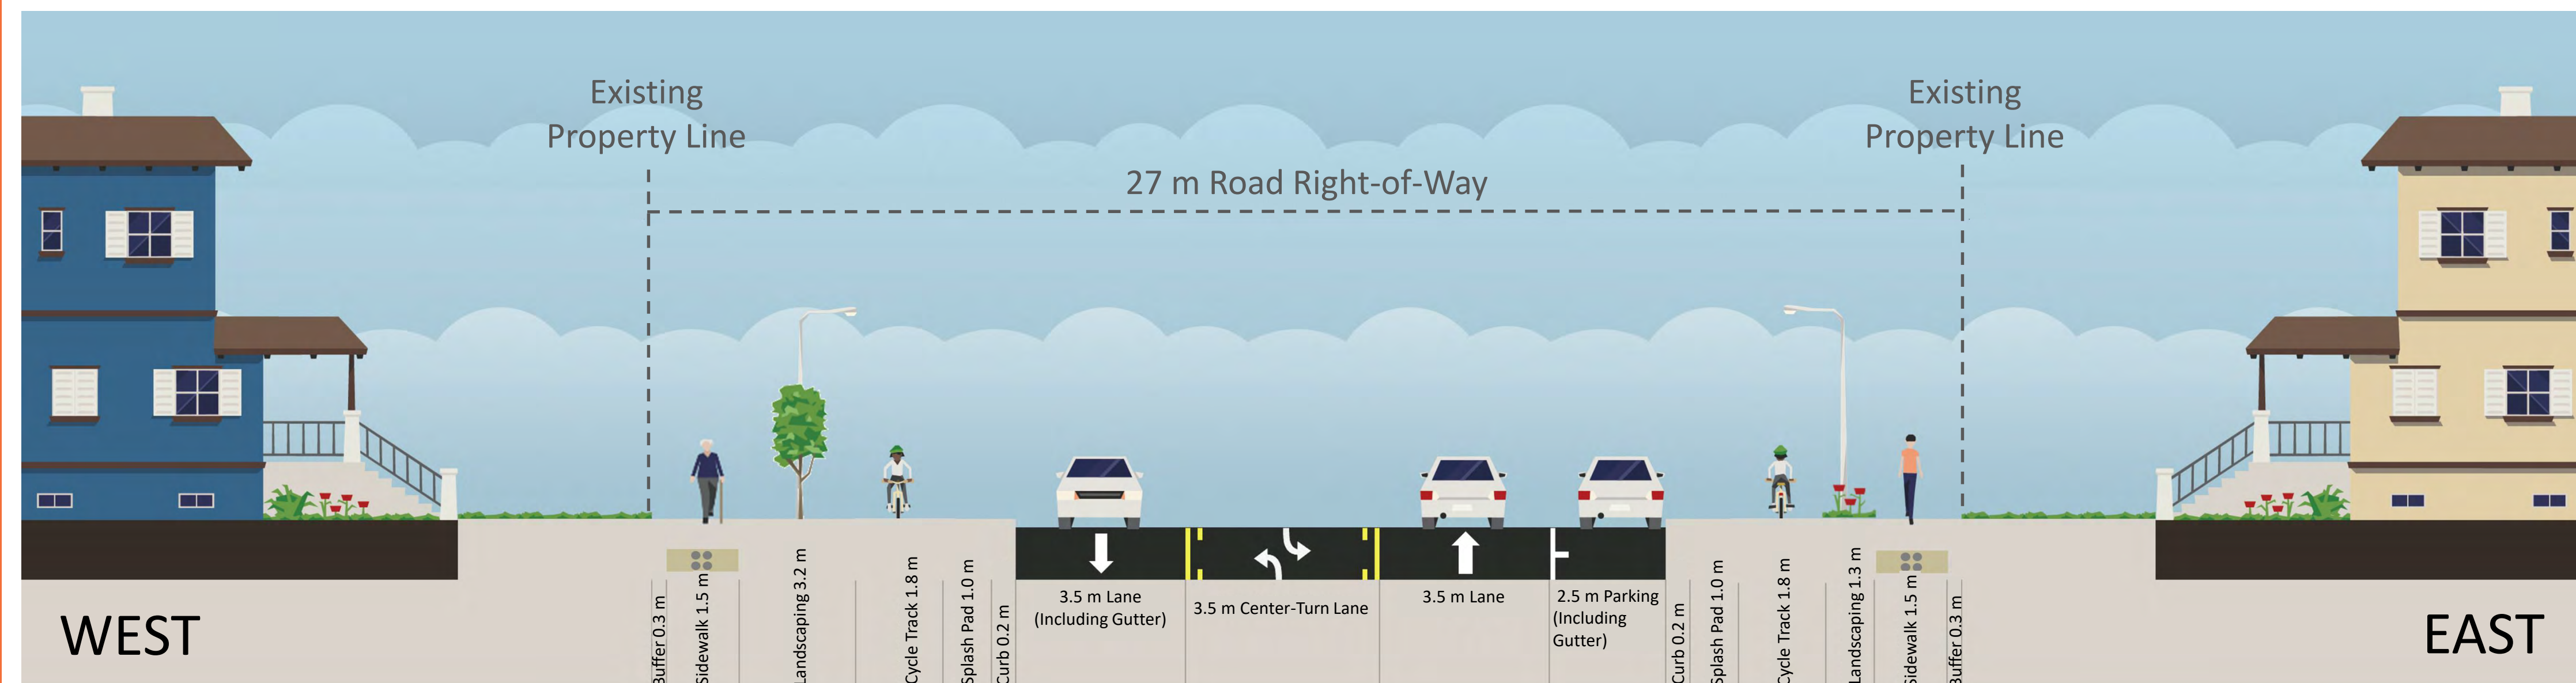 Existing
Property Line
Existing
Property Line
27 m Road Right-of-Way
WEST
Buffer 0.3 m
Sidewalk 1.5 m
Landscaping 3.2 m
Cycle Track 1.8 m
Splash Pad 1.0 m
Curb 0.2 m
3.5 m Lane
(Including Gutter)
3.5 m Center-Turn Lane
3.5 m Lane
2.5 m Parking
(Including
Gutter)
Curb 0.2 m
Splash Pad 1.0 m
Cycle Track 1.8 m
Landscaping 1.3 m
Sidewalk 1.5 m
Buffer 0.3 m
EAST